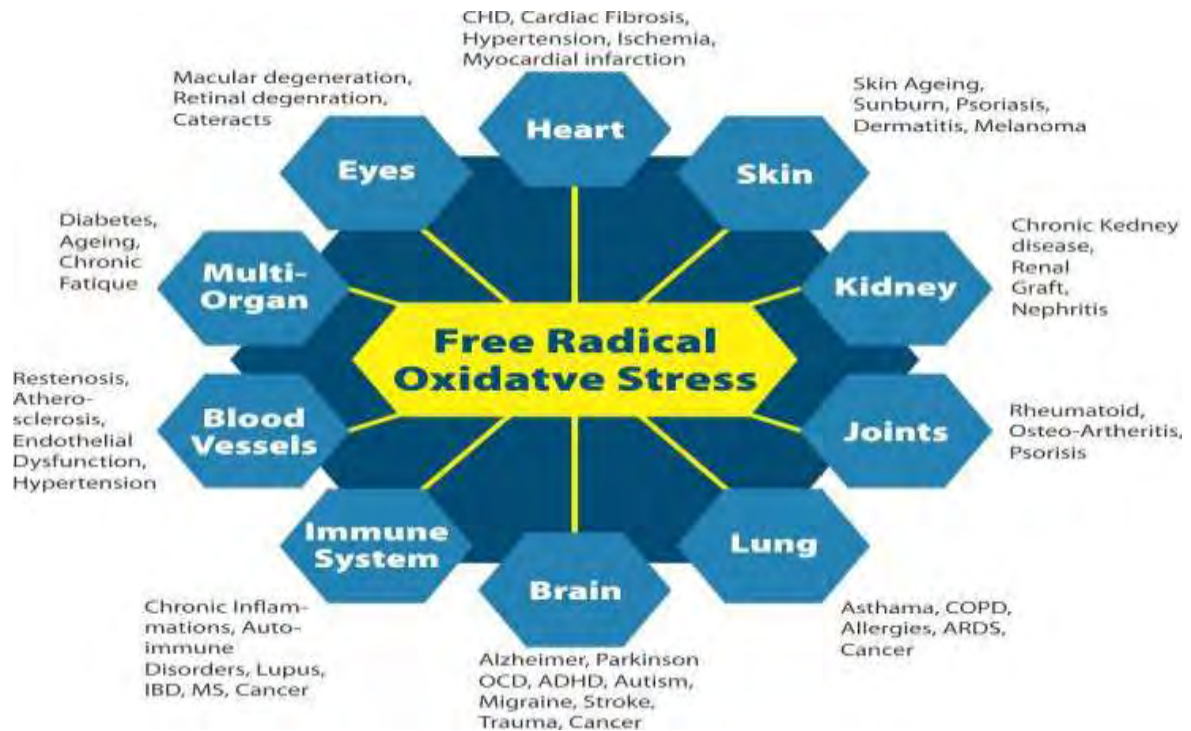 CHD, Cardiac Fibrosis,
Hypertension, Ischemia,
Myocardial infarction
Heart
Macular degeneration,
Retinal degenration,
Cateracts
Eyes
Skin Ageing,
Sunburn, Psoriasis,
Dermatitis, Melanoma
Skin
Diabetes,
Ageing,
Chronic
Fatique
Multi-
Organ
Chronic Kedney
disease,
Renal
Graft,
Nephritis
Kidney
Free Radical
Oxidatve Stress
Restenosis,
Athero-
sclerosis,
Endothelial
Dysfunction,
Hypertension
Blood
Vessels
Joints
Rheumatoid,
Osteo-Artheritis,
Psorisis
Immune
System
Chronic Inflam-
mations, Auto-
immune
Disorders, Lupus,
IBD, MS, Cancer
Brain
Alzheimer, Parkinson
OCD, ADHD, Autism,
Migraine, Stroke,
Trauma, Cancer
Lung
Asthama, COPD,
Allergies, ARDS,
Cancer